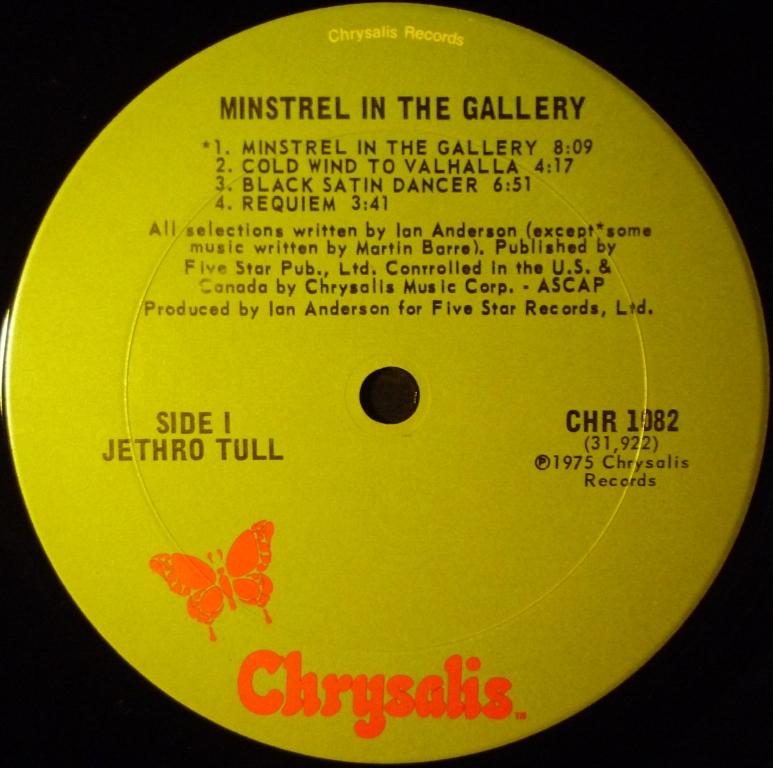 Chrysalis Records
MINSTREL IN THE GALLERY
*1. MINSTREL IN THE GALLERY 8:09
2. COLD WIND TO VALHALLA 4:17
3. BLACK SATIN DANCER 6:51
4. REQUIEM 3:41
All selections written by Ian Anderson (except*some
music written by Martin Barre). Published by
Five Star Pub., Ltd. Conrrolled in the U.S. &
Canada by Chrysalis Music Corp. - ASCAP
Produced by Ian Anderson for Five Star Records, Ltd.
SIDE I
JETHRO TULL
CHR 1082
(31,922)
℗1975 Chrysalis
Records
Chrysalis™